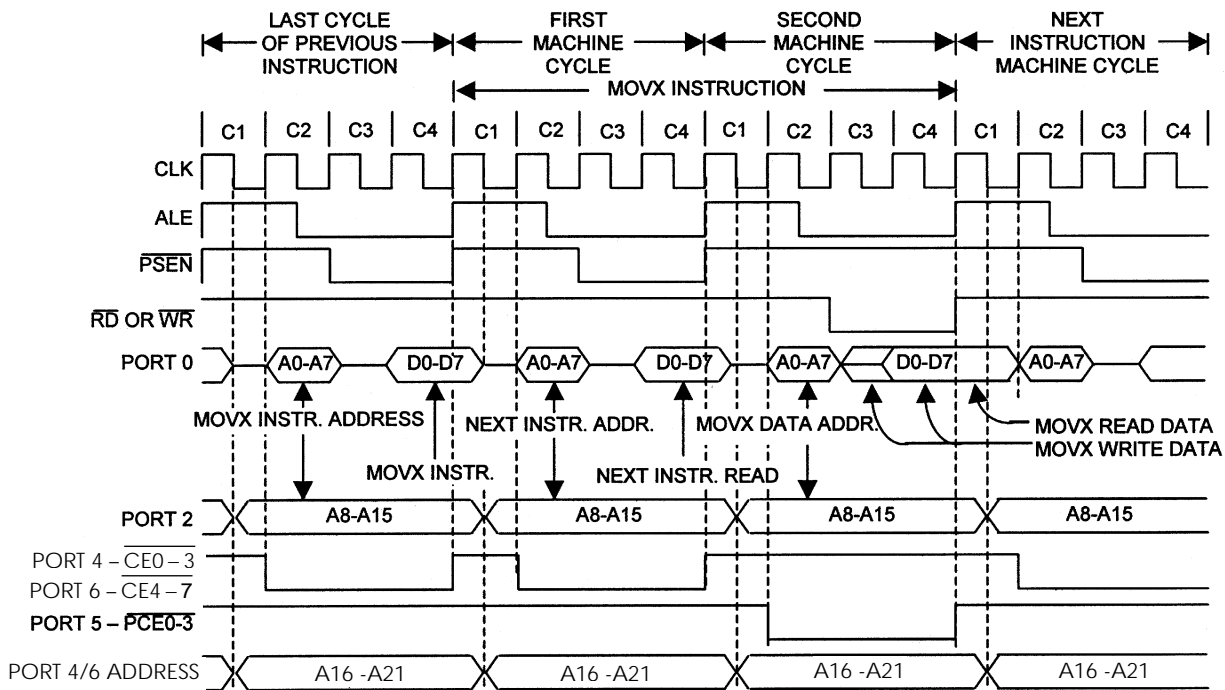 LAST CYCLE
OF PREVIOUS
INSTRUCTION
FIRST
MACHINE
CYCLE
SECOND
MACHINE
CYCLE
NEXT
INSTRUCTION
MACHINE CYCLE
MOVX INSTRUCTION
C1 C2 C3 C4 C1 C2 C3 C4 C1 C2 C3 C4 C1 C2 C3 C4
CLK
ALE
PSEN
RD OR WR
PORT 0 A0-A7 D0-D7 A0-A7 D0-D7 A0-A7 D0-D7 A0-A7
MOVX INSTR. ADDRESS NEXT INSTR. ADDR. MOVX DATA ADDR. MOVX READ DATA
MOVX WRITE DATA
MOVX INSTR. NEXT INSTR. READ
PORT 2 A8-A15 A8-A15 A8-A15 A8-A15
PORT 4 – CE0 – 3
PORT 6 – CE4 – 7
PORT 5 – PCE0-3
PORT 4/6 ADDRESS A16 -A21 A16 -A21 A16 -A21 A16 -A21